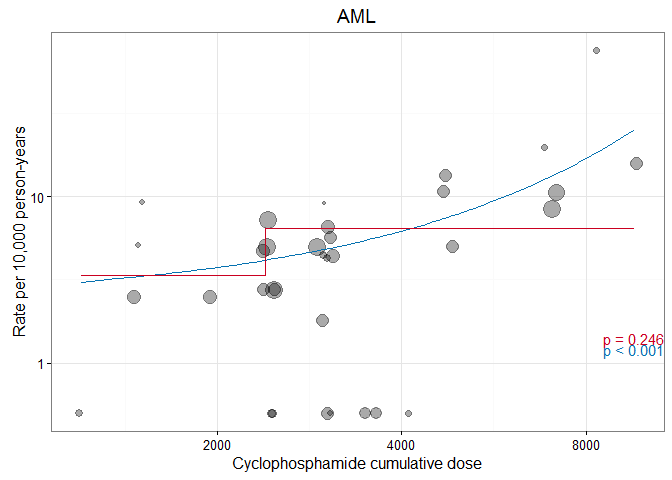 AML
Rate per 10,000 person-years
10
1
p = 0.246
p < 0.001
2000
4000
8000
Cyclophosphamide cumulative dose